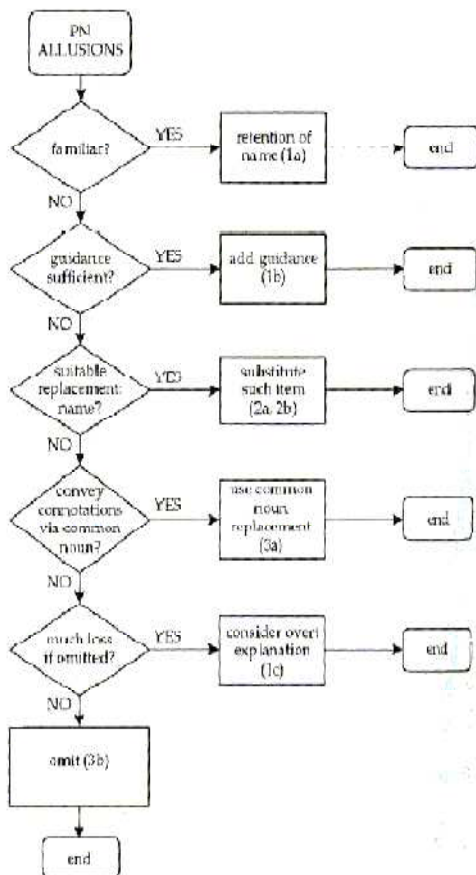 PN
ALLUSIONS
familiar?
YES
retention of
name (1a)
end
NO
guidance
sufficient?
YES
add guidance
(1b)
end
NO
suitable
replacement
name?
YES
substitute
such item
(2a, 2b)
end
NO
convey
connotations
via common
noun?
YES
use common
noun
replacement
(3a)
end
NO
much loss
if omitted?
YES
consider overt
explanation
(1c)
end
NO
omit (3b)
end